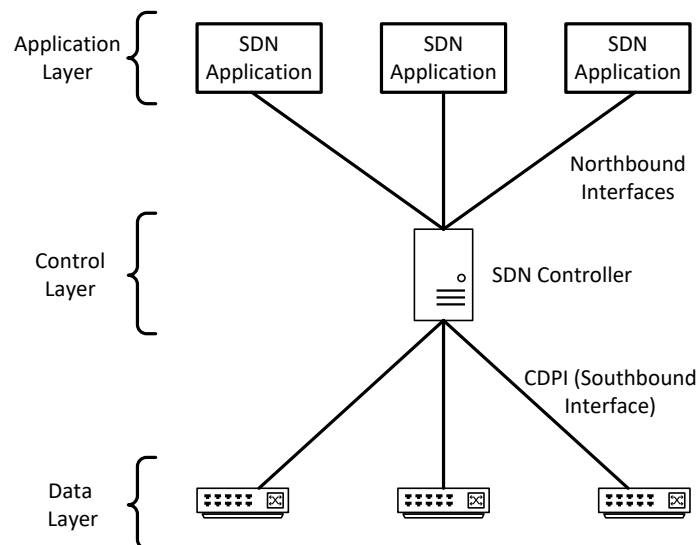 Application
Layer
SDN
Application
SDN
Application
SDN
Application
Northbound
Interfaces
Control
Layer
SDN Controller
CDPI (Southbound
Interface)
Data
Layer